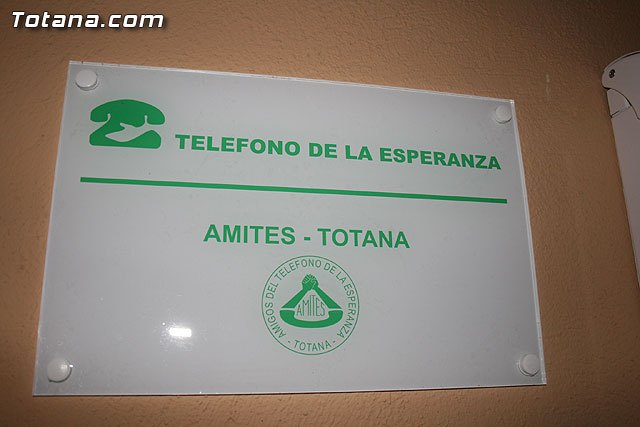 Totana.com
TELEFONO DE LA ESPERANZA
AMITES - TOTANA
AMIGOS DEL TELEFONO DE LA ESPERANZA
AMITES
- TOTANA -